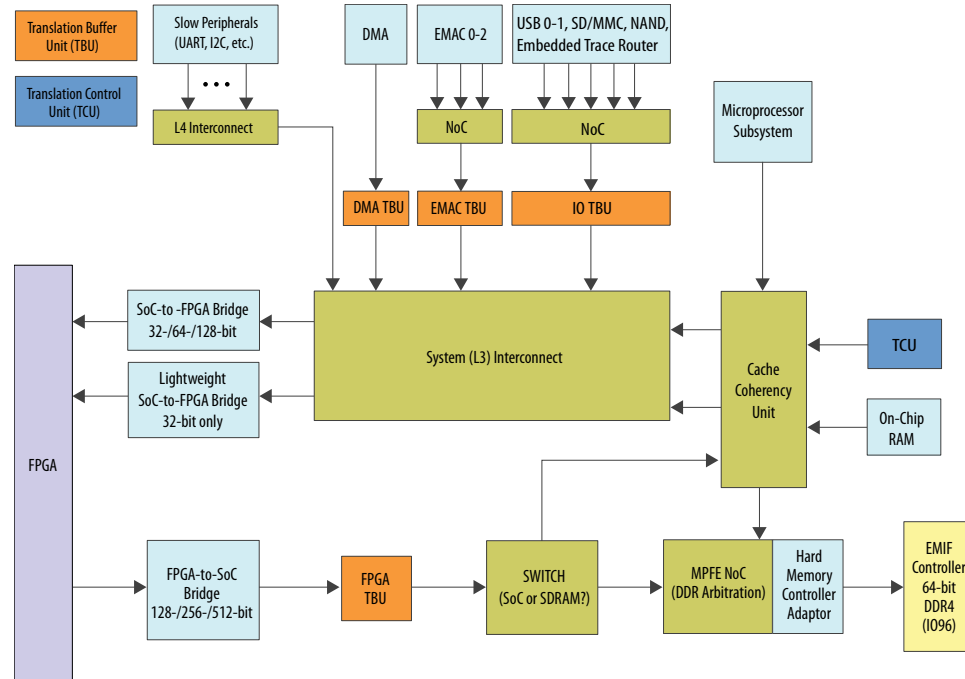 Translation Buffer
Unit (TBU)
Slow Peripherals
(UART, I2C, etc.)
DMA
EMAC 0-2
USB 0-1, SD/MMC, NAND,
Embedded Trace Router
Translation Control
Unit (TCU)
L4 Interconnect
NoC
NoC
Microprocessor
Subsystem
DMA TBU
EMAC TBU
IO TBU
SoC-to -FPGA Bridge
32-/64-/128-bit
System (L3) Interconnect
TCU
Lightweight
SoC-to-FPGA Bridge
32-bit only
Cache
Coherency
Unit
On-Chip
RAM
FPGA
FPGA-to-SoC
Bridge
128-/256-/512-bit
FPGA
TBU
SWITCH
(SoC or SDRAM?)
MPFE NoC
(DDR Arbitration)
Hard
Memory
Controller
Adaptor
EMIF
Controller
64-bit
DDR4
(IO96)